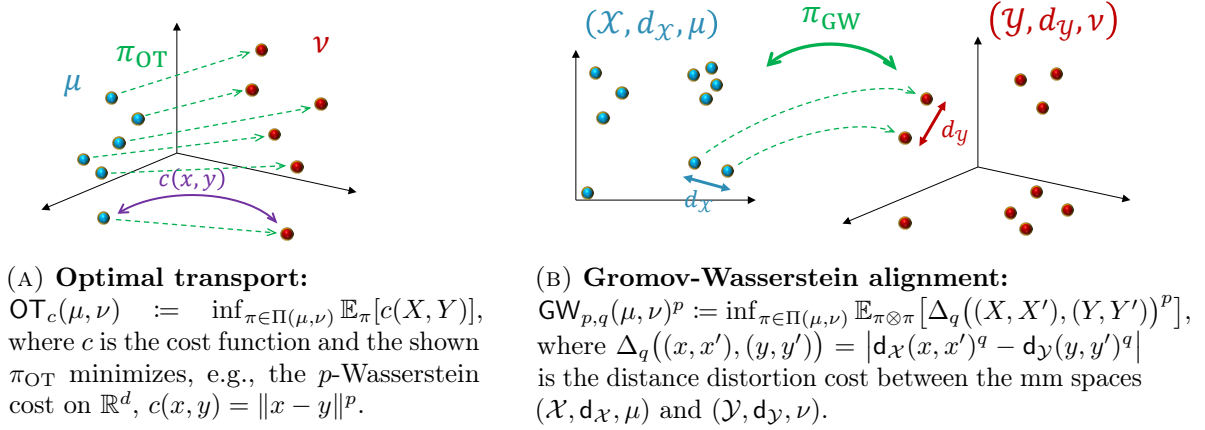 π_OT
ν
μ
c(x, y)
(𝒳, d_𝒳, μ)
π_GW
(𝒴, d_𝒴, ν)
d_𝒴
d_𝒳
(A) Optimal transport:
OT_c(μ, ν) := inf_{π∈Π(μ,ν)} 𝔼_π[c(X, Y)],
where c is the cost function and the shown
π_OT minimizes, e.g., the p-Wasserstein
cost on ℝ^d, c(x, y) = ‖x − y‖^p.
(B) Gromov-Wasserstein alignment:
GW_{p,q}(μ, ν)^p := inf_{π∈Π(μ,ν)} 𝔼_{π⊗π}[Δ_q((X, X′), (Y, Y′))^p],
where Δ_q((x, x′), (y, y′)) = |d_𝒳(x, x′)^q − d_𝒴(y, y′)^q|
is the distance distortion cost between the mm spaces
(𝒳, d_𝒳, μ) and (𝒴, d_𝒴, ν).